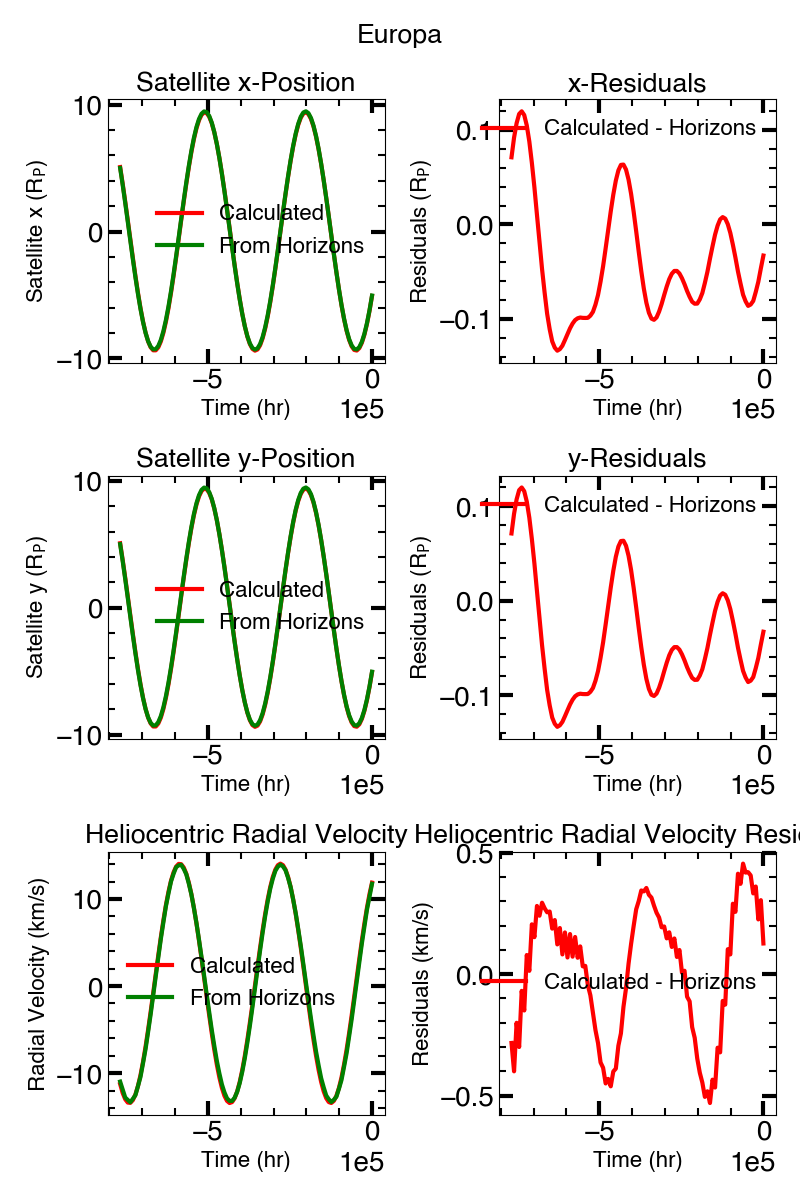 Europa
Satellite x-Position
x-Residuals
10
0
−10
Satellite x (RP)
Calculated
From Horizons
−5
0
Time (hr)
1e5
0.1
0.0
−0.1
Residuals (RP)
Calculated - Horizons
−5
0
Time (hr)
1e5
Satellite y-Position
y-Residuals
10
0
−10
Satellite y (RP)
Calculated
From Horizons
−5
0
Time (hr)
1e5
0.1
0.0
−0.1
Residuals (RP)
Calculated - Horizons
−5
0
Time (hr)
1e5
Heliocentric Radial Velocity
Heliocentric Radial Velocity Resi
10
0
−10
Radial Velocity (km/s)
Calculated
From Horizons
−5
0
Time (hr)
1e5
0.5
0.0
−0.5
Residuals (km/s)
Calculated - Horizons
−5
0
Time (hr)
1e5